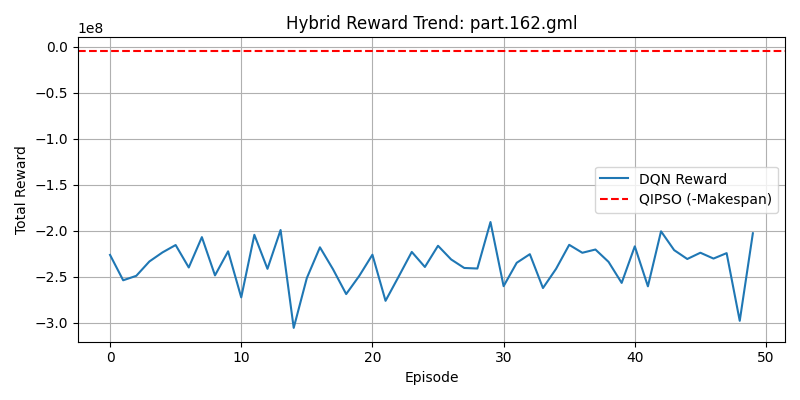 Hybrid Reward Trend: part.162.gml
1e8
0.0
−0.5
−1.0
−1.5
−2.0
−2.5
−3.0
Total Reward
DQN Reward
QIPSO (-Makespan)
0 10 20 30 40 50
Episode